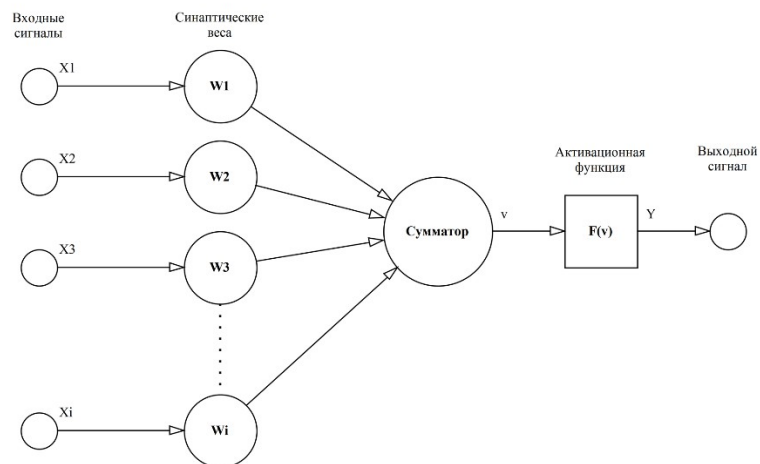 Входные
сигналы
Синаптические
веса
X1
W1
X2
W2
X3
W3
Xi
Wi
Сумматор
v
Активационная
функция
F(v)
Y
Выходной
сигнал